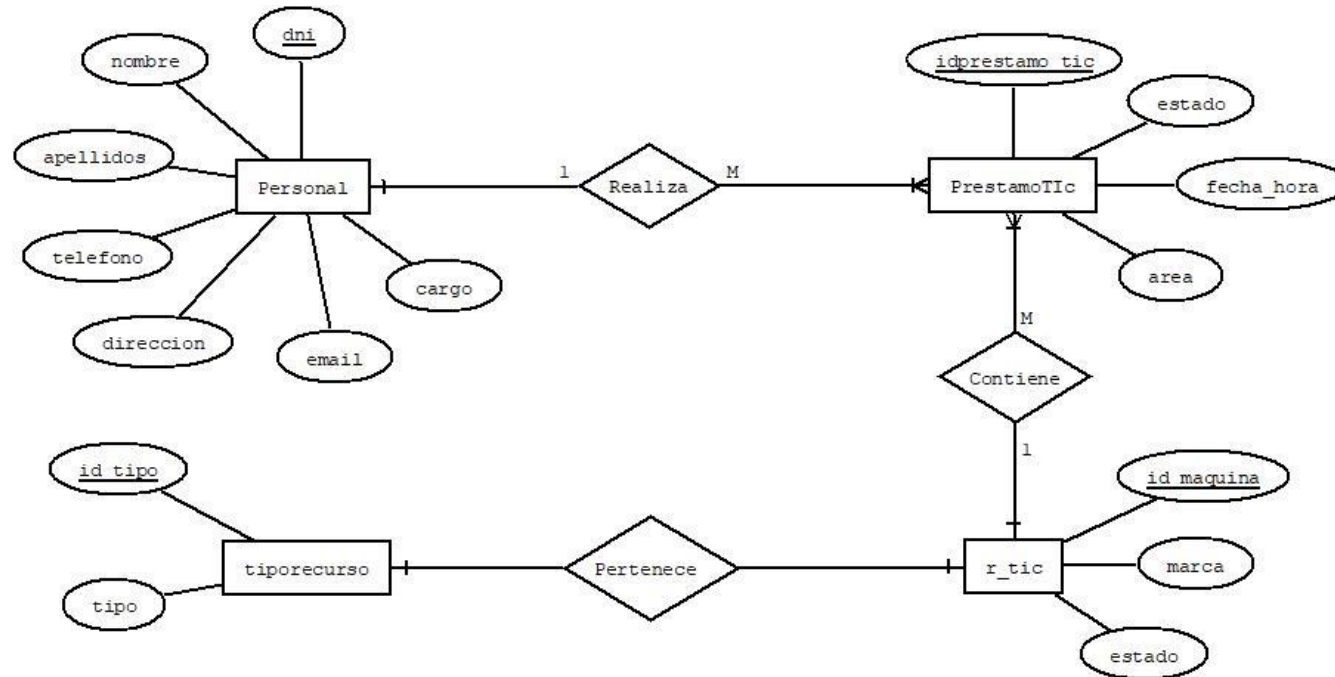 dni
nombre
apellidos
telefono
direccion
email
cargo
Personal
1
Realiza
M
idprestamo_tic
estado
fecha_hora
area
PrestamoTIc
M
Contiene
1
id_tipo
tipo
tiporecurso
Pertenece
r_tic
id_maquina
marca
estado